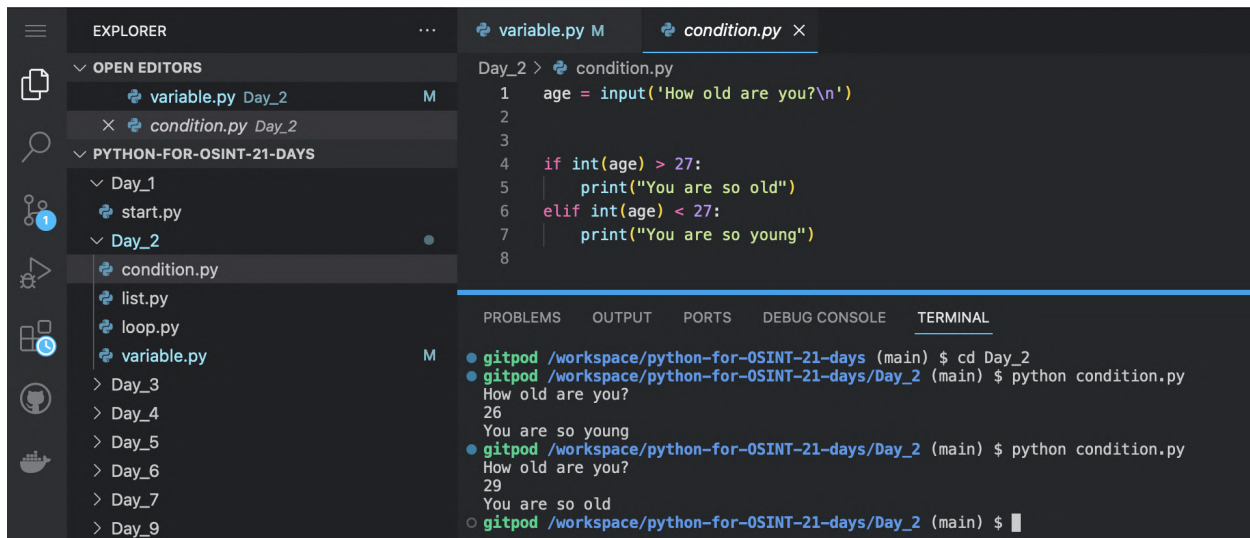 EXPLORER ···
OPEN EDITORS
variable.py Day_2 M
condition.py Day_2
PYTHON-FOR-OSINT-21-DAYS
Day_1
start.py
Day_2
condition.py
list.py
loop.py
variable.py M
Day_3
Day_4
Day_5
Day_6
Day_7
Day_9
1
variable.py M condition.py
Day_2 > condition.py
1 age = input('How old are you?\n')
2
3
4 if int(age) > 27:
5     print("You are so old")
6 elif int(age) < 27:
7     print("You are so young")
8
PROBLEMS OUTPUT PORTS DEBUG CONSOLE TERMINAL
gitpod /workspace/python-for-OSINT-21-days (main) $ cd Day_2
gitpod /workspace/python-for-OSINT-21-days/Day_2 (main) $ python condition.py
How old are you?
26
You are so young
gitpod /workspace/python-for-OSINT-21-days/Day_2 (main) $ python condition.py
How old are you?
29
You are so old
gitpod /workspace/python-for-OSINT-21-days/Day_2 (main) $